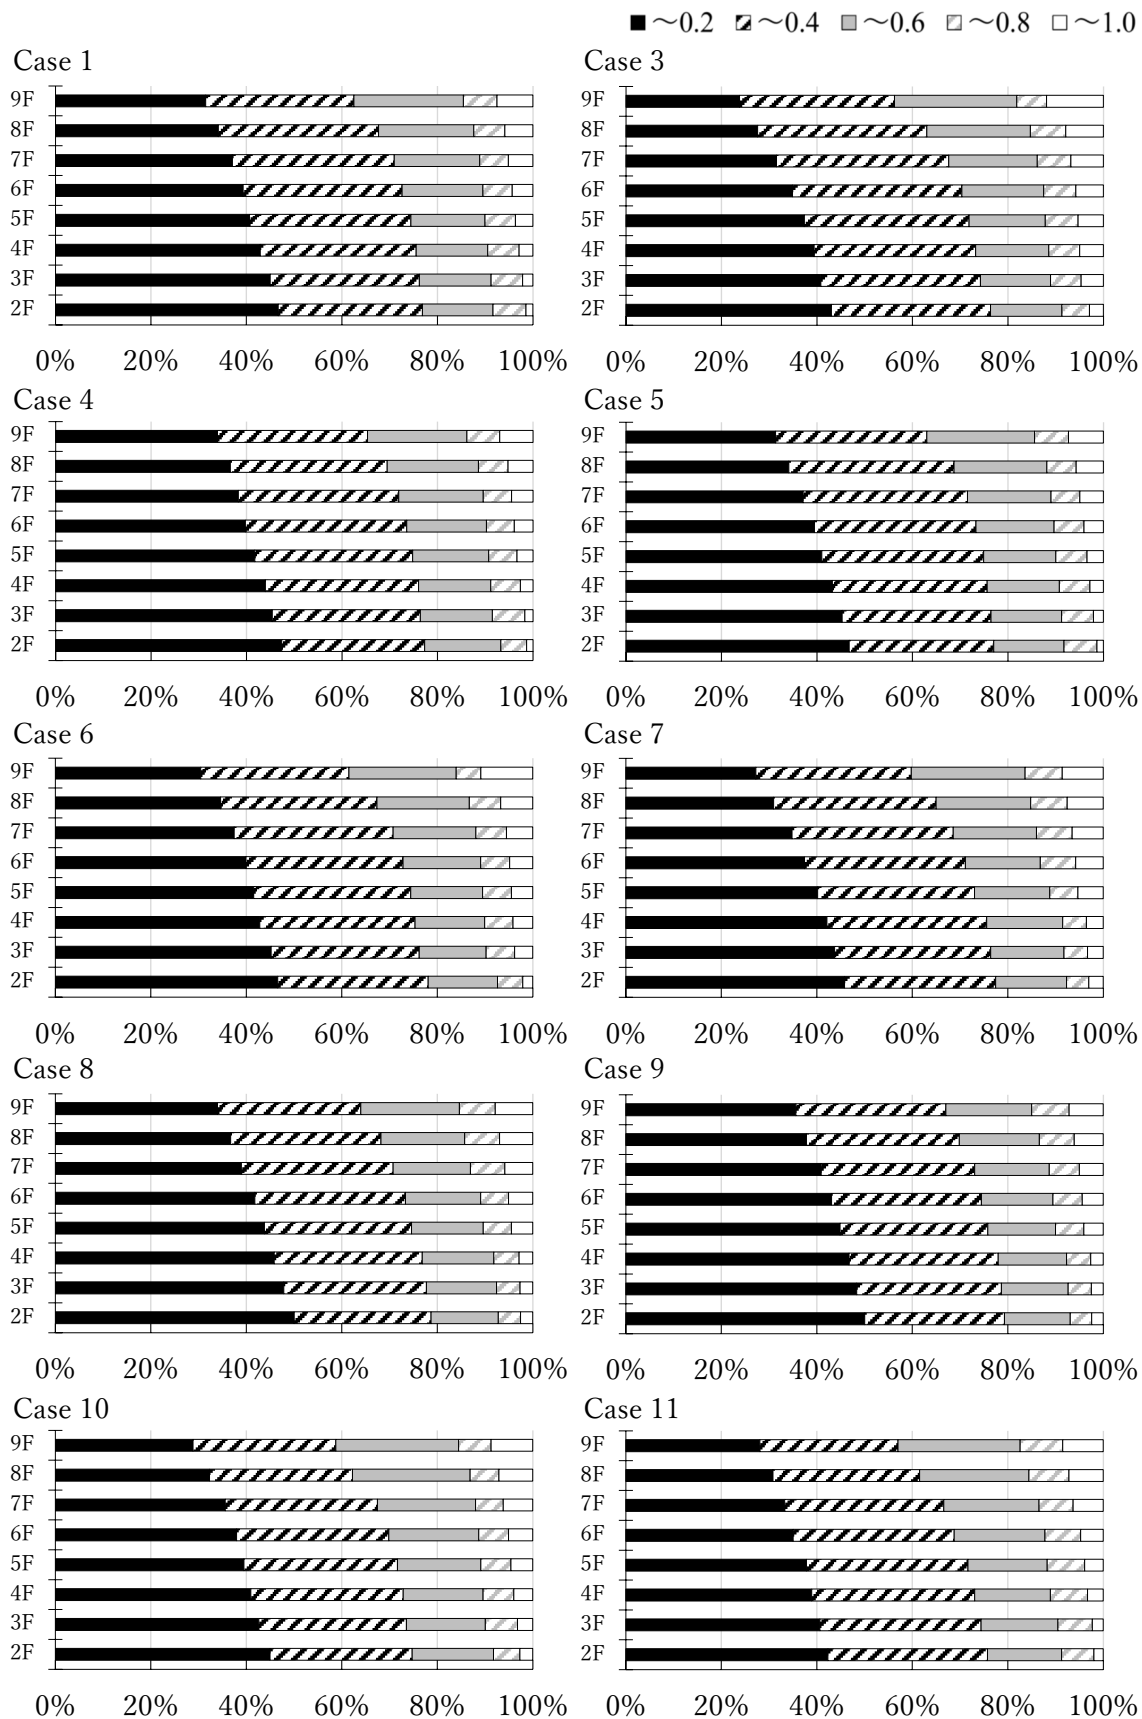 ～0.2 ～0.4 ～0.6 ～0.8 ～1.0
Case 1
9F
8F
7F
6F
5F
4F
3F
2F
0% 20% 40% 60% 80% 100%
Case 3
9F
8F
7F
6F
5F
4F
3F
2F
0% 20% 40% 60% 80% 100%
Case 4
9F
8F
7F
6F
5F
4F
3F
2F
0% 20% 40% 60% 80% 100%
Case 5
9F
8F
7F
6F
5F
4F
3F
2F
0% 20% 40% 60% 80% 100%
Case 6
9F
8F
7F
6F
5F
4F
3F
2F
0% 20% 40% 60% 80% 100%
Case 7
9F
8F
7F
6F
5F
4F
3F
2F
0% 20% 40% 60% 80% 100%
Case 8
9F
8F
7F
6F
5F
4F
3F
2F
0% 20% 40% 60% 80% 100%
Case 9
9F
8F
7F
6F
5F
4F
3F
2F
0% 20% 40% 60% 80% 100%
Case 10
9F
8F
7F
6F
5F
4F
3F
2F
0% 20% 40% 60% 80% 100%
Case 11
9F
8F
7F
6F
5F
4F
3F
2F
0% 20% 40% 60% 80% 100%